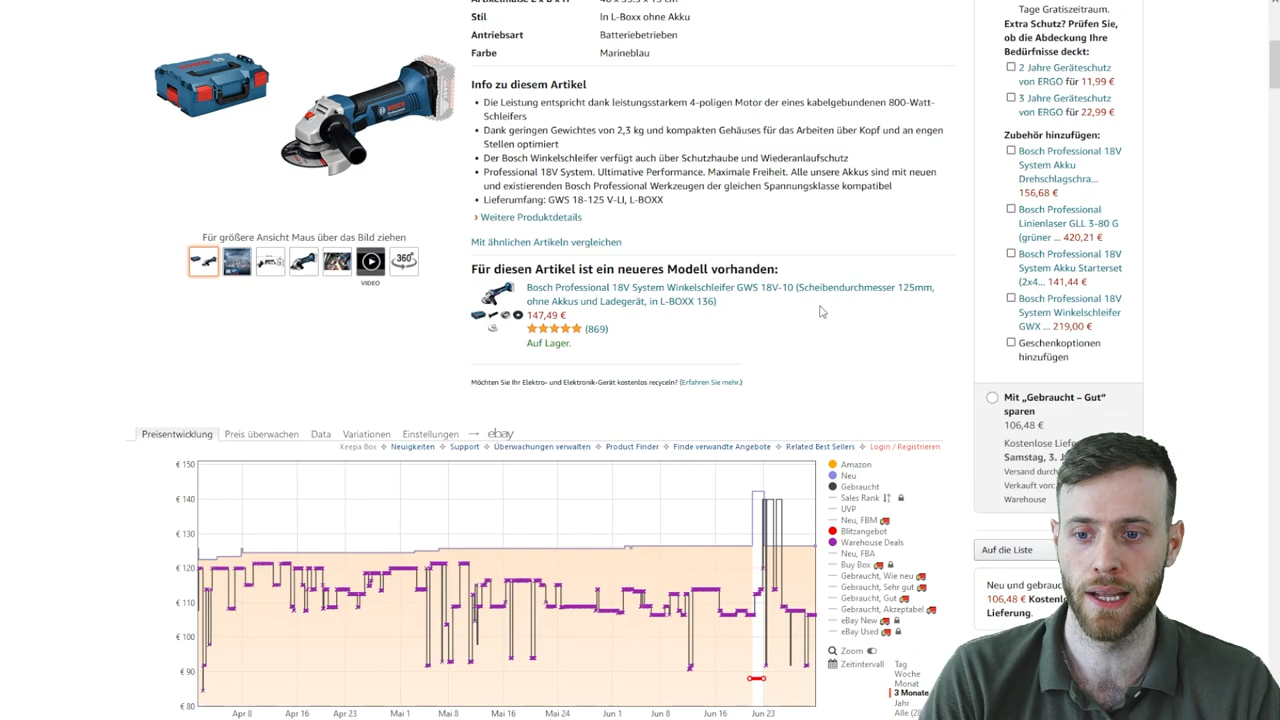 Stil In L-Boxx ohne Akku
Antriebsart Batteriebetrieben
Farbe Marineblau
Info zu diesem Artikel
• Die Leistung entspricht dank leistungsstarkem 4-poligen Motor der eines kabelgebundenen 800-Watt-
Schleifers
• Dank geringen Gewichtes von 2,3 kg und kompakten Gehäuses für das Arbeiten über Kopf und an engen
Stellen optimiert
• Der Bosch Winkelschleifer verfügt auch über Schutzhaube und Wiederanlaufschutz
• Professional 18V System. Ultimative Performance. Maximale Freiheit. Alle unsere Akkus sind mit neuen
und existierenden Bosch Professional Werkzeugen der gleichen Spannungsklasse kompatibel
• Lieferumfang: GWS 18-125 V-LI, L-BOXX
› Weitere Produktdetails
Mit ähnlichen Artikeln vergleichen
Für diesen Artikel ist ein neueres Modell vorhanden:
Bosch Professional 18V System Winkelschleifer GWS 18V-10 (Scheibendurchmesser 125mm,
ohne Akkus und Ladegerät, in L-BOXX 136)
147,49 €
(869)
Auf Lager.
Möchten Sie Ihr Elektro- und Elektronik-Gerät kostenlos recyceln? (Erfahren Sie mehr.)
Für größere Ansicht Maus über das Bild ziehen
360°
VIDEO
Tage Gratiszeitraum.
Extra Schutz? Prüfen Sie,
ob die Abdeckung Ihre
Bedürfnisse deckt:
2 Jahre Geräteschutz
von ERGO für 11,99 €
3 Jahre Geräteschutz
von ERGO für 22,99 €
Zubehör hinzufügen:
Bosch Professional 18V
System Akku
Drehschlagschra...
156,68 €
Bosch Professional
Linienlaser GLL 3-80 G
(grüner ... 420,21 €
Bosch Professional 18V
System Akku Starterset
(2x4... 141,44 €
Bosch Professional 18V
System Winkelschleifer
GWX ... 219,00 €
Geschenkoptionen
hinzufügen
Mit „Gebraucht – Gut“
sparen
106,48 €
Kostenlose Liefe
Samstag, 3. J
Versand durch
Verkauf von:
Warehouse
Auf die Liste
Neu und gebrauc
106,48 € Kostenl
Lieferung.
Preisentwicklung Preis überwachen Data Variationen Einstellungen → ebay
Keepa Box Neuigkeiten Support Überwachungen verwalten Product Finder Finde verwandte Angebote Related Best Sellers Login / Registrieren
€ 150
€ 140
€ 130
€ 120
€ 110
€ 100
€ 90
€ 80
Apr 8 Apr 16 Apr 23 Mai 1 Mai 8 Mai 16 Mai 24 Jun 1 Jun 8 Jun 16 Jun 23
Amazon
Neu
Gebraucht
Sales Rank
UVP
Neu, FBM
Blitzangebot
Warehouse Deals
Neu, FBA
Buy Box
Gebraucht, Wie neu
Gebraucht, Sehr gut
Gebraucht, Gut
Gebraucht, Akzeptabel
eBay New
eBay Used
Zoom
Zeitintervall
Tag
Woche
Monat
3 Monate
Jahr
Alle (28